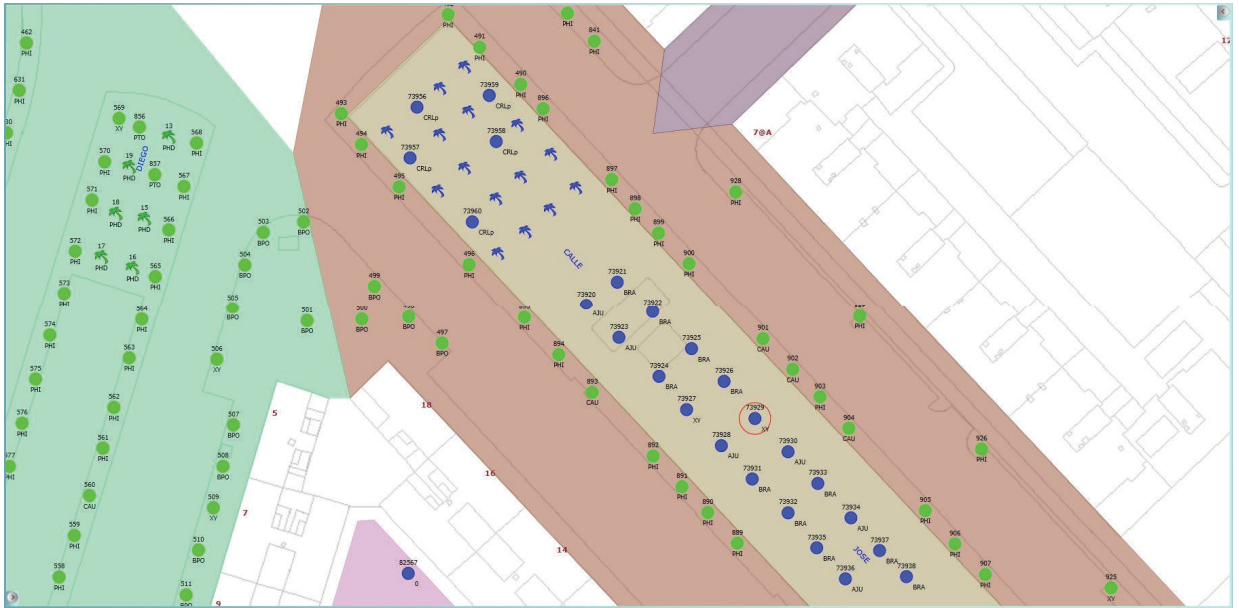 462
PHI
631
PHI
569
XY
856
PTO
13
PHD
568
PHI
570
PHI
19
PHD
DIEGO
857
PTO
567
PHI
571
PHI
18
PHD
15
PHD
566
PHI
572
PHI
17
PHD
16
PHD
565
PHI
573
PHI
564
PHI
574
PHI
563
PHI
575
PHI
562
PHI
576
PHI
561
PHI
560
CAU
559
PHI
558
PHI
503
BPO
502
BPO
504
BPO
505
BPO
501
BPO
506
XY
507
BPO
508
BPO
509
XY
510
BPO
511
BPO
499
BPO
BPO
BPO
497
BPO
PHI
841
PHI
491
PHI
490
PHI
896
PHI
493
PHI
494
PHI
495
PHI
496
PHI
PHI
894
PHI
893
CAU
892
PHI
891
PHI
890
PHI
889
PHI
73956
CRLp
73959
CRLp
73957
CRLp
73958
CRLp
73960
CRLp
CALLE
897
PHI
898
PHI
899
PHI
900
PHI
928
PHI
7@A
73921
BRA
73920
AJU
73922
BRA
73923
AJU
73925
BRA
73924
BRA
73926
BRA
73927
XY
73929
XY
73928
AJU
73930
AJU
73931
BRA
73933
BRA
73932
BRA
73934
AJU
73935
BRA
JOSE
73937
BRA
73936
AJU
73938
BRA
901
CAU
902
CAU
903
PHI
904
CAU
PHI
905
PHI
906
PHI
907
PHI
926
PHI
925
XY
5
7
9
18
16
14
82567
0